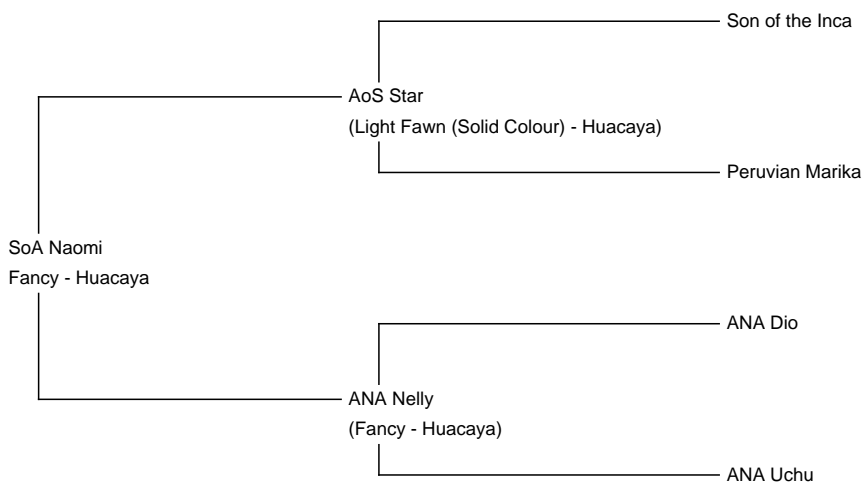 Son of the Inca
AoS Star
(Light Fawn (Solid Colour) - Huacaya)
Peruvian Marika
SoA Naomi
Fancy - Huacaya
ANA Dio
ANA Nelly
(Fancy - Huacaya)
ANA Uchu